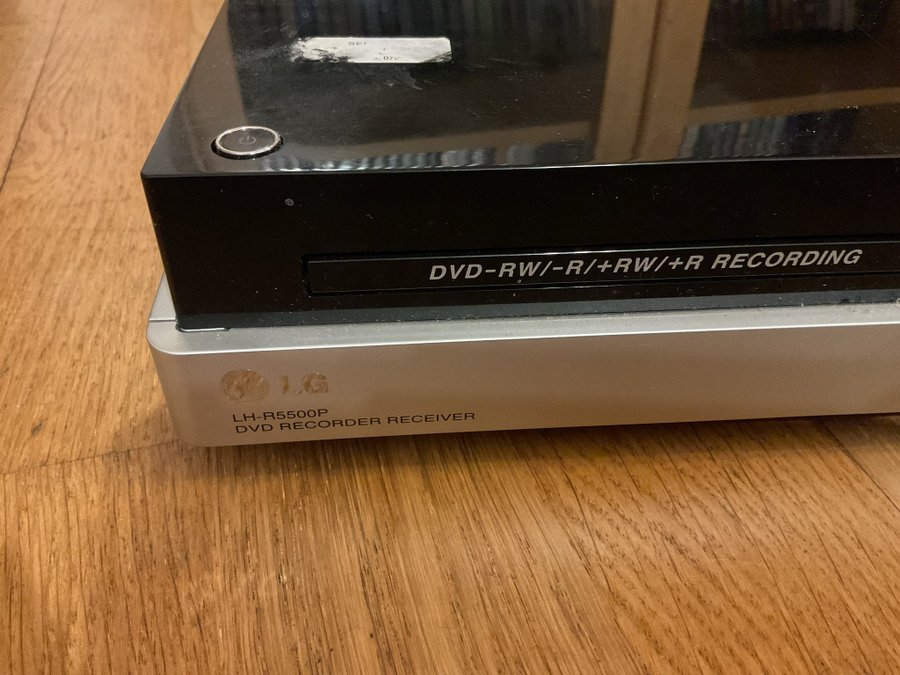 DVD-RW/-R/+RW/+R RECORDING
LG
LH-R5500P
DVD RECORDER RECEIVER